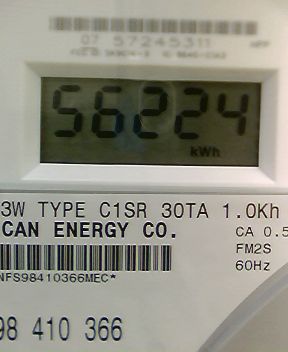 07 57245311
56224
kWh
3W TYPE C1SR 30TA 1.0Kh
CAN ENERGY CO.
CA 0.5
FM2S
NFS98410366MEC*
60Hz
98 410 366